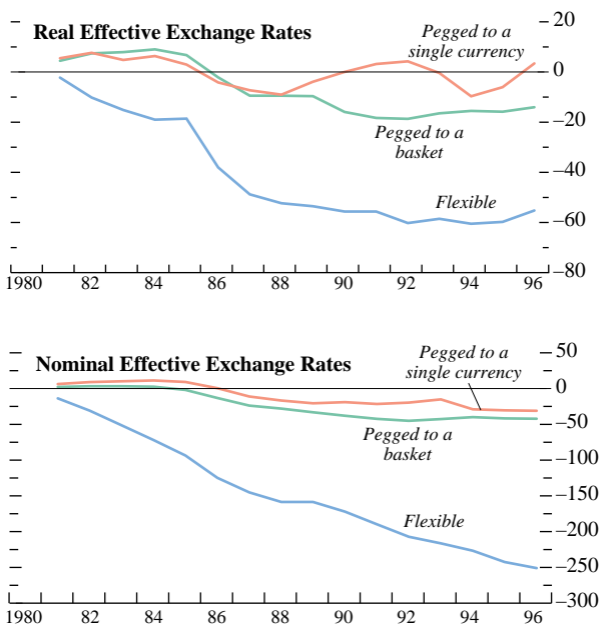 Real Effective Exchange Rates
Pegged to a
single currency
20
0
–20
–40
–60
–80
Pegged to a
basket
Flexible
1980 82 84 86 88 90 92 94 96
Nominal Effective Exchange Rates
Pegged to a
single currency
50
0
–50
–100
–150
–200
–250
–300
Pegged to a
basket
Flexible
1980 82 84 86 88 90 92 94 96